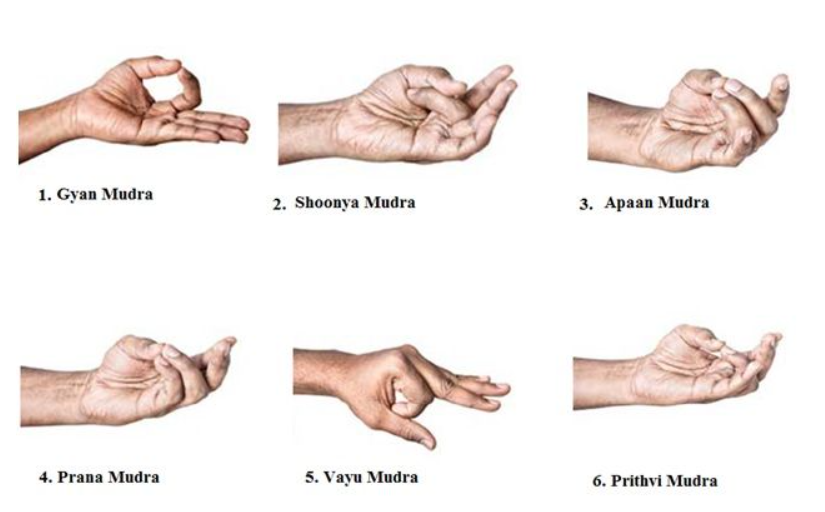 1. Gyan Mudra
2. Shoonya Mudra
3. Apaan Mudra
4. Prana Mudra
5. Vayu Mudra
6. Prithvi Mudra